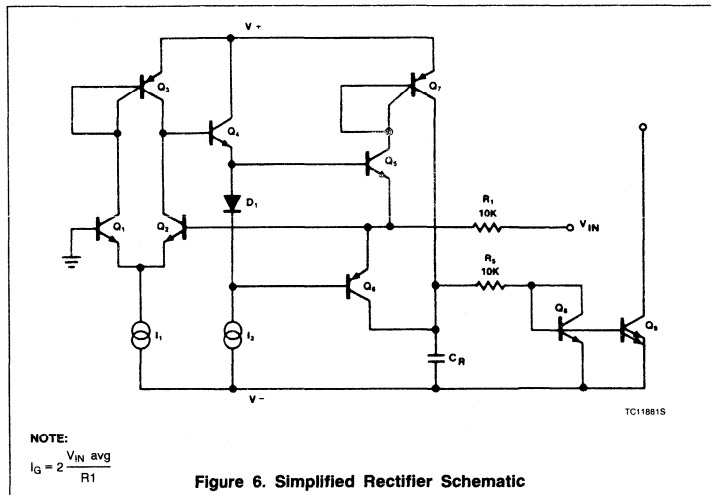 V +
Q3
Q7
Q4
Q5
D1
R1
10K
VIN
Q1
Q2
R5
10K
Q6
Q8
Q9
I1
I2
CR
V−
TC11881S
NOTE:
IG = 2 VIN avg
R1
Figure 6. Simplified Rectifier Schematic